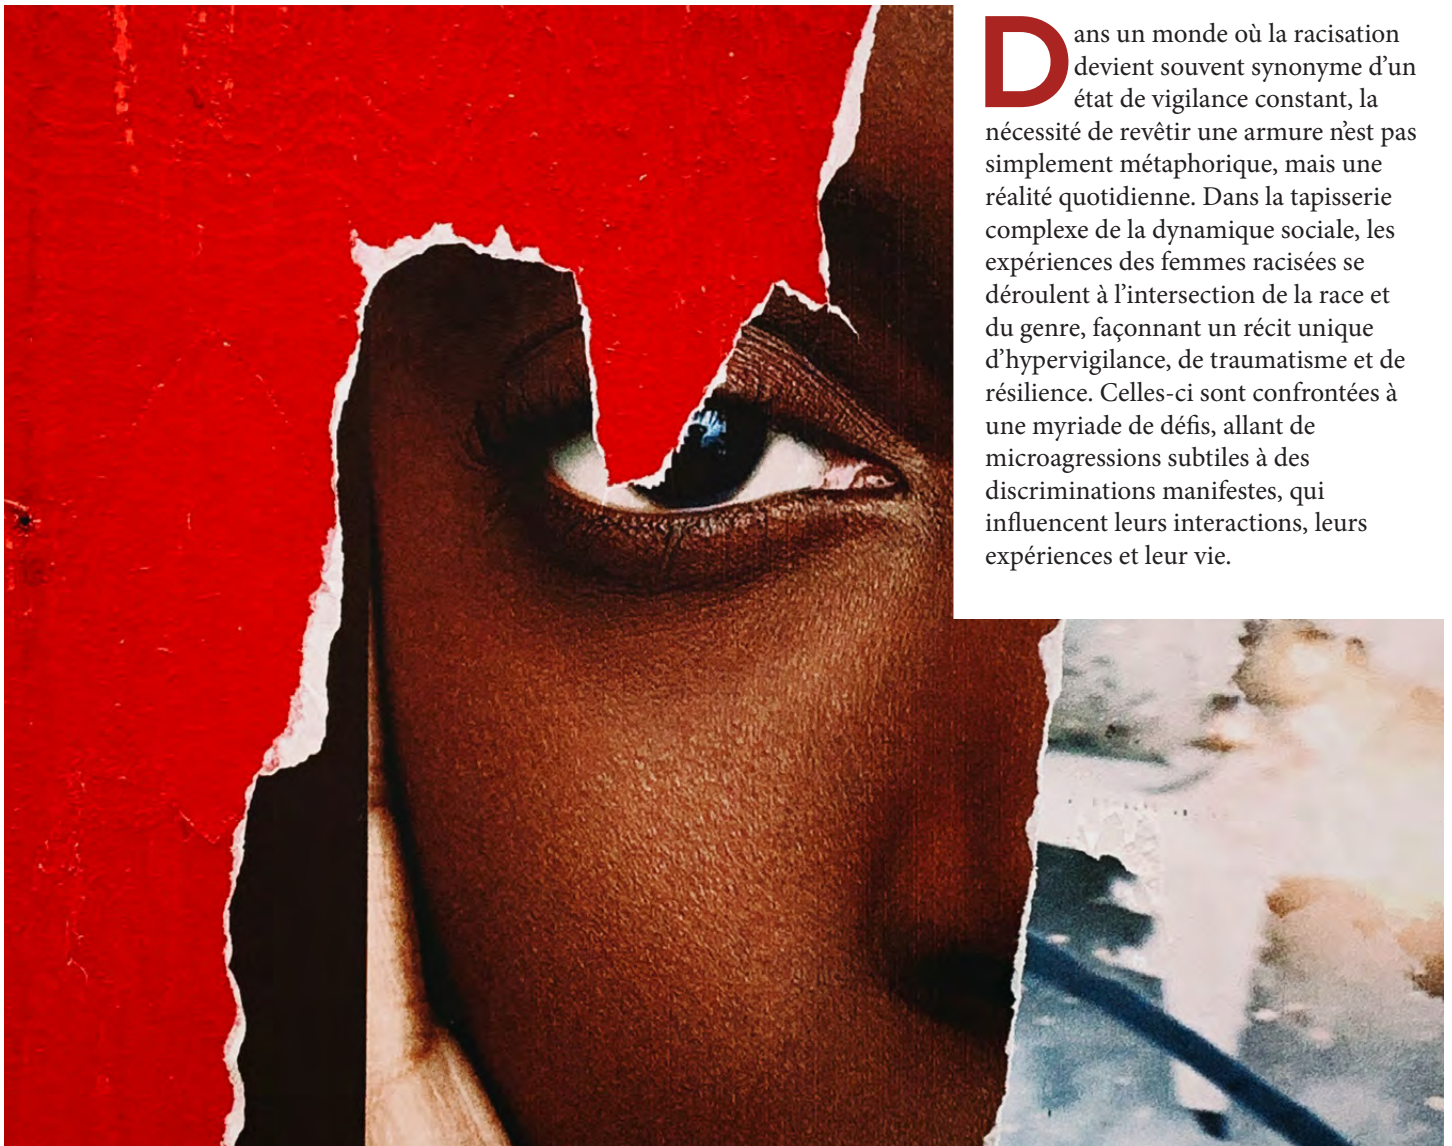 Dans un monde où la racisation
devient souvent synonyme d’un
état de vigilance constant, la
nécessité de revêtir une armure n’est pas
simplement métaphorique, mais une
réalité quotidienne. Dans la tapisserie
complexe de la dynamique sociale, les
expériences des femmes racisées se
déroulent à l’intersection de la race et
du genre, façonnant un récit unique
d’hypervigilance, de traumatisme et de
résilience. Celles-ci sont confrontées à
une myriade de défis, allant de
microagressions subtiles à des
discriminations manifestes, qui
influencent leurs interactions, leurs
expériences et leur vie.